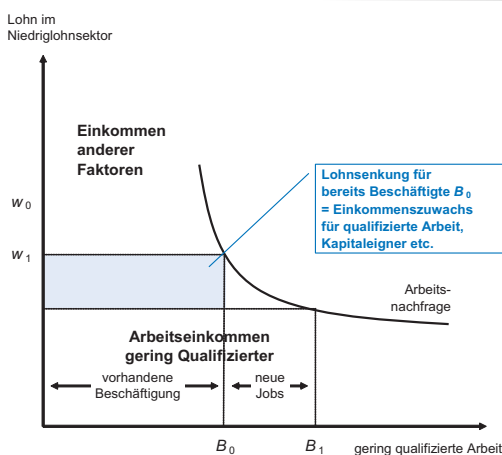 Lohn im
Niedriglohnsektor
Einkommen
anderer
Faktoren
Lohnsenkung für
bereits Beschäftigte B0
= Einkommenszuwachs
für qualifizierte Arbeit,
Kapitaleigner etc.
w0
w1
Arbeits-
nachfrage
Arbeitseinkommen
gering Qualifizierter
vorhandene
Beschäftigung
neue
Jobs
B0
B1
gering qualifizierte Arbeit